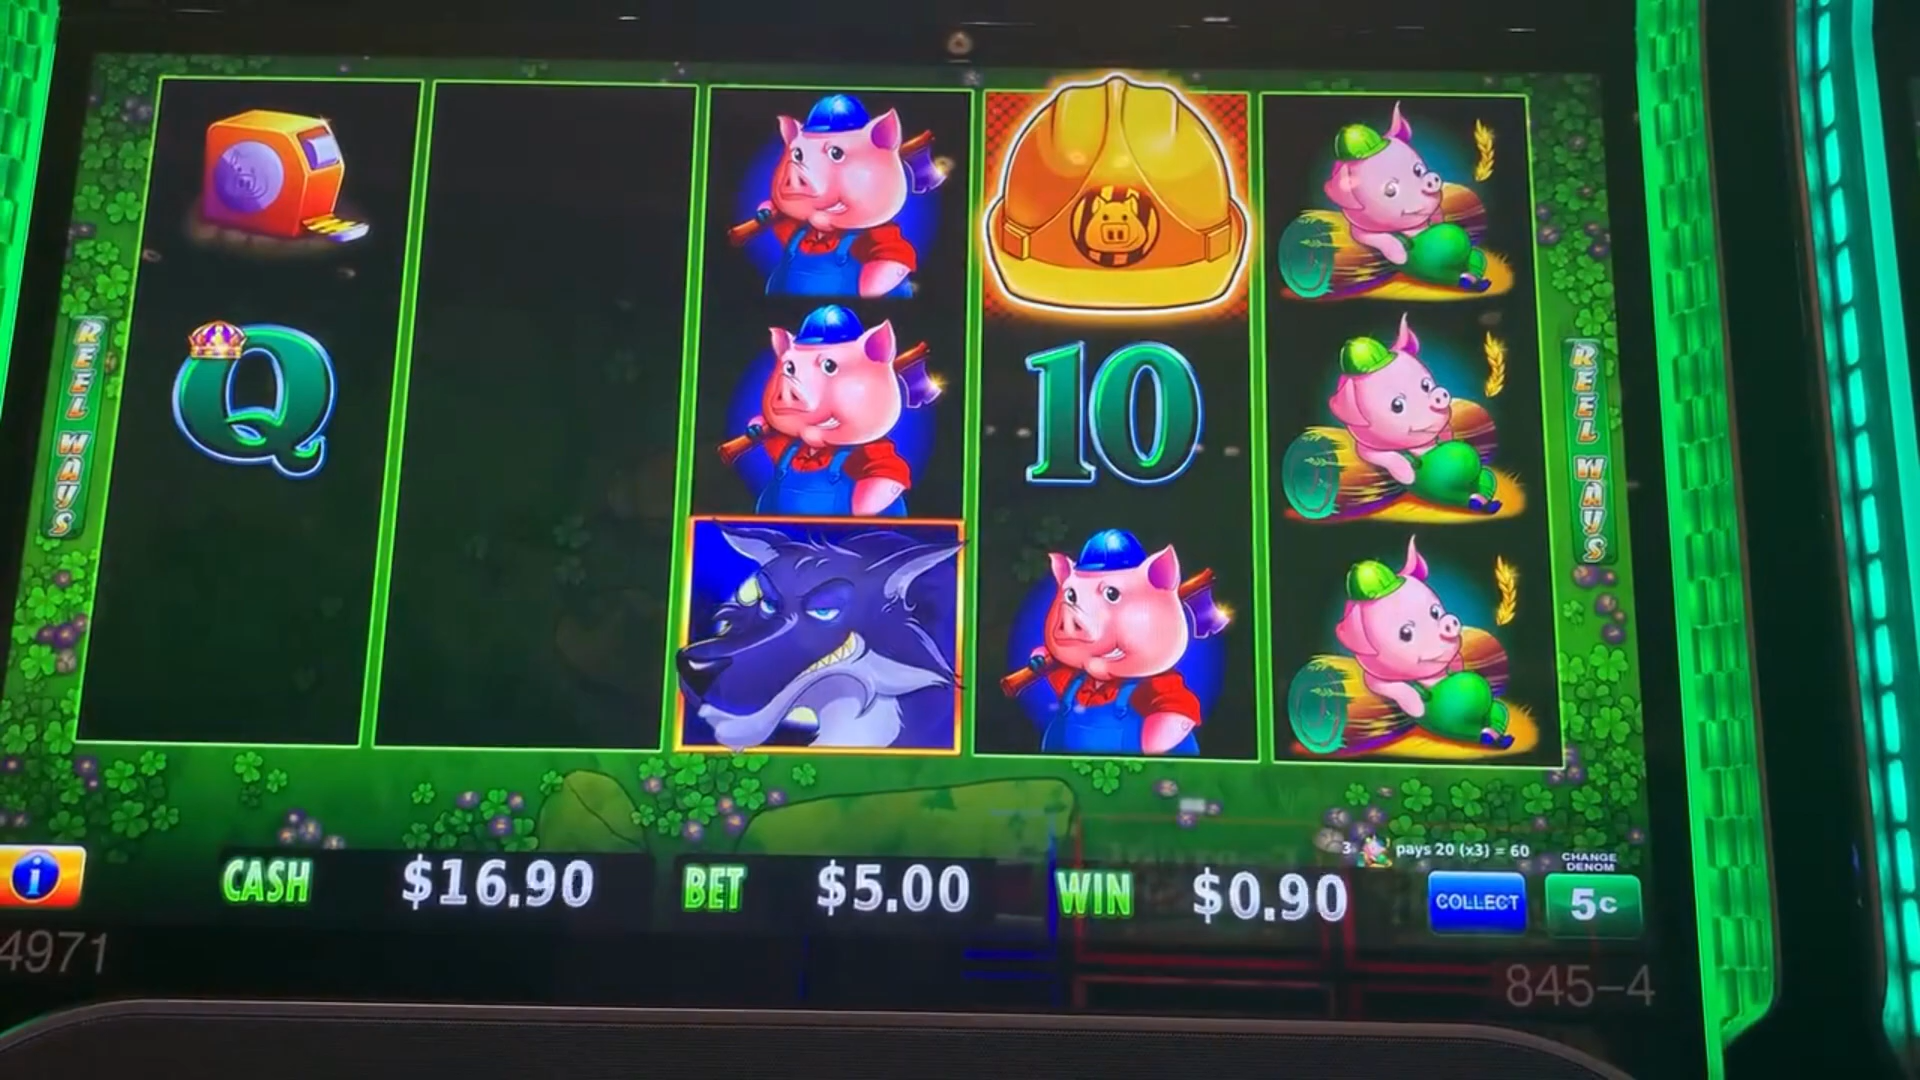 Q
10
REEL WAYS
REEL WAYS
3 pays 20 (x3) = 60
CHANGE
DENOM
i
CASH $16.90 BET $5.00 WIN $0.90 COLLECT 5c
4971
845-4